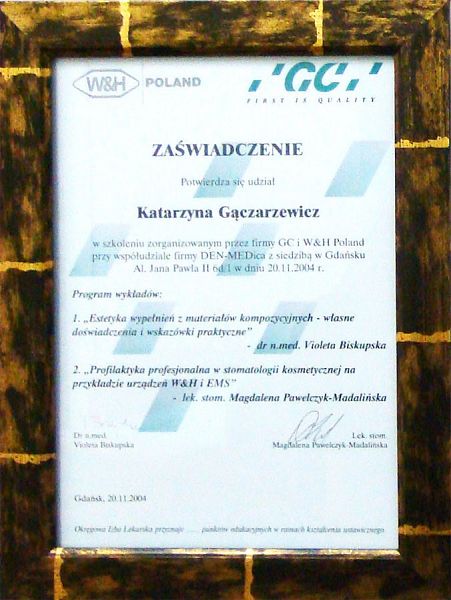 W&H POLAND
GC
FIRST IS QUALITY
ZAŚWIADCZENIE
Potwierdza się udział
Katarzyna Gączarzewicz
w szkoleniu zorganizowanym przez firmy GC i W&H Poland
przy współudziale firmy DEN-MEDica z siedzibą w Gdańsku
Al. Jana Pawła II 6d/1 w dniu 20.11.2004 r.
Program wykładów:
1. „Estetyka wypełnień z materiałów kompozycyjnych - własne
doświadczenia i wskazówki praktyczne”
- dr n.med. Violeta Biskupska
2. „Profilaktyka profesjonalna w stomatologii kosmetycznej na
przykładzie urządzeń W&H i EMS”
- lek. stom. Magdalena Pawelczyk-Madalińska
Dr n.med. Lek. stom.
Violeta Biskupska Magdalena Pawelczyk-Madalińska
Gdańsk, 20.11.2004
Okręgowa Izba Lekarska przyznaje ...... punktów edukacyjnych w ramach kształcenia ustawicznego.